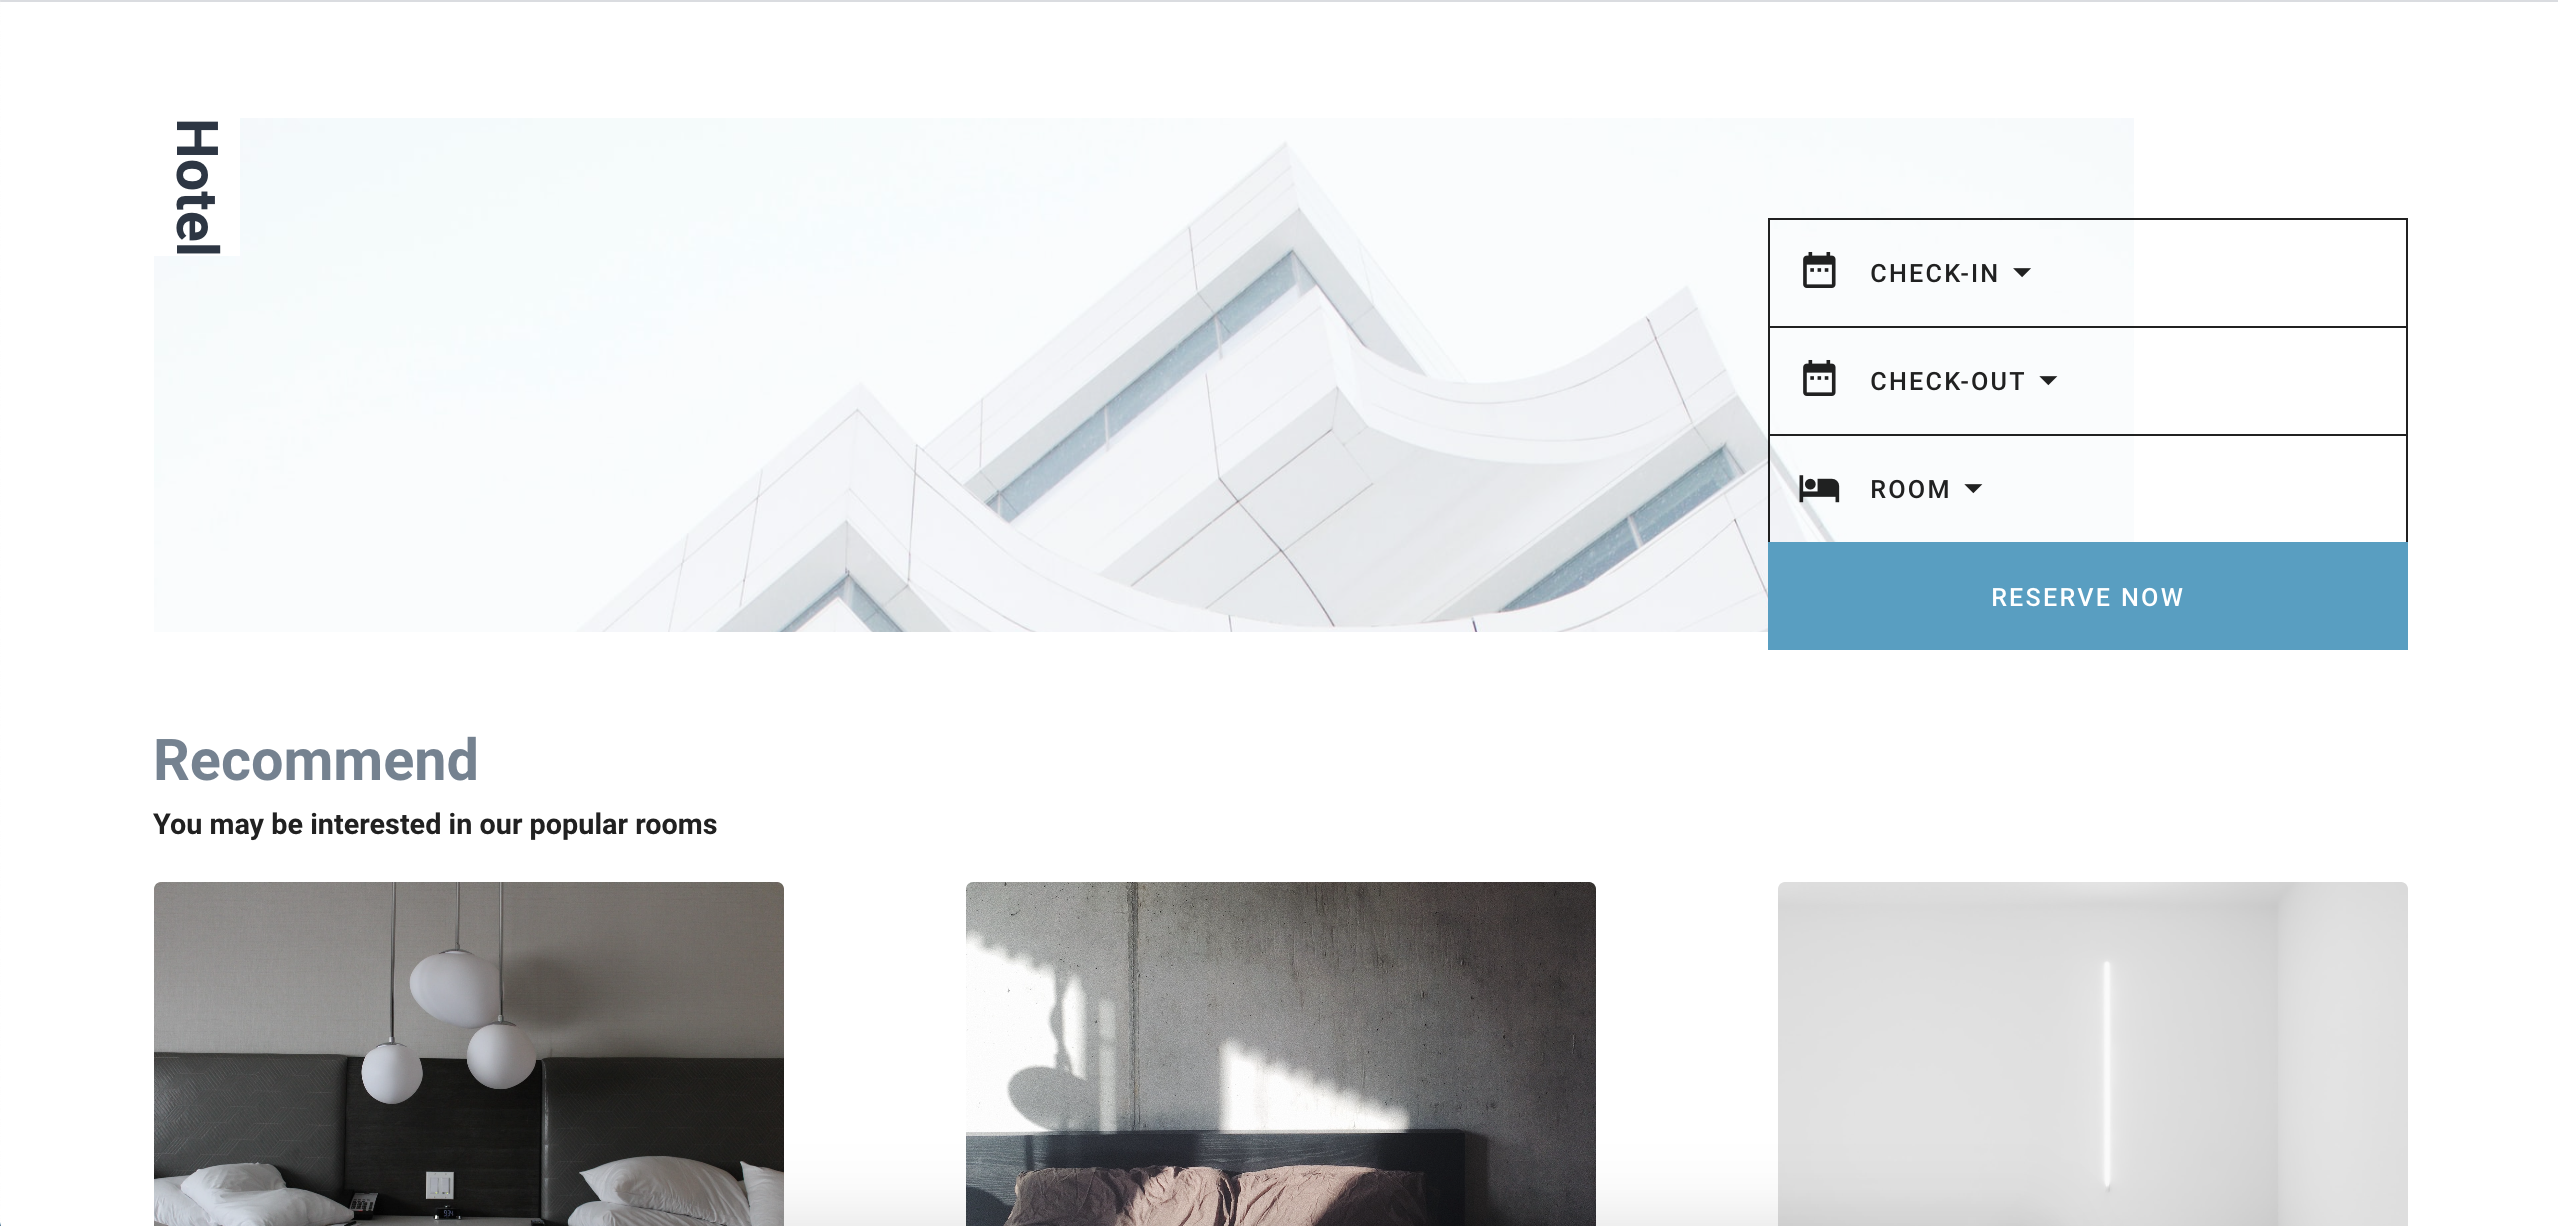 Hotel
CHECK-IN
CHECK-OUT
ROOM
RESERVE NOW
Recommend
You may be interested in our popular rooms